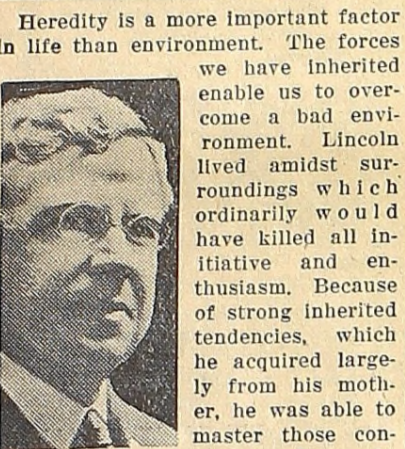 Heredity is a more important factor
in life than environment. The forces
we have inherited
enable us to over-
come a bad envi-
ronment. Lincoln
lived amidst sur-
roundings which
ordinarily would
have killed all in-
itiative and en-
thusiasm. Because
of strong inherited
tendencies, which
he acquired large-
ly from his moth-
er, he was able to
master those con-